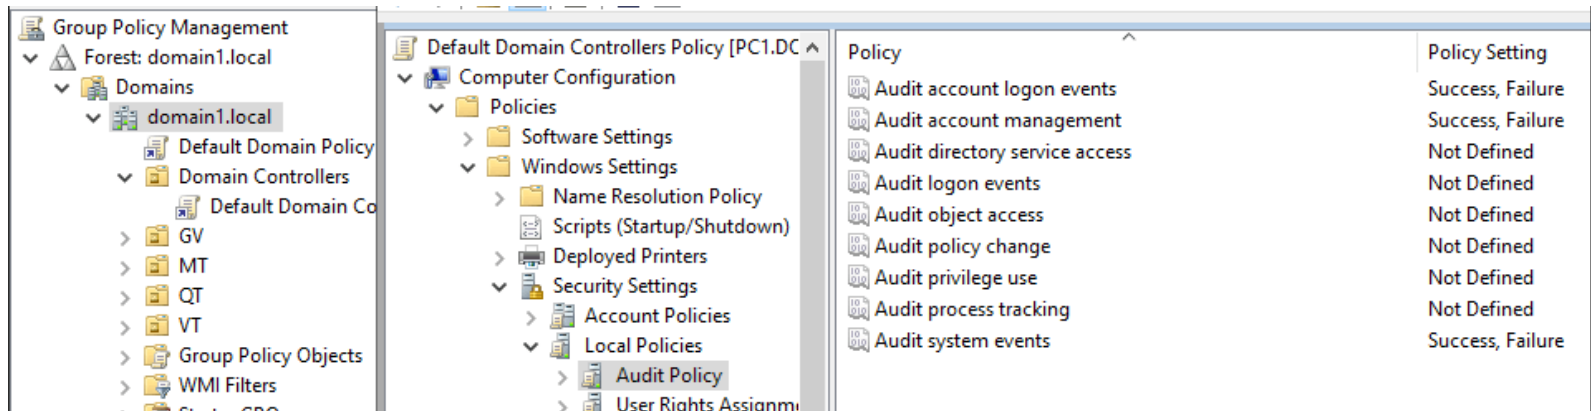 Group Policy Management
Forest: domain1.local
Domains
domain1.local
Default Domain Policy
Domain Controllers
Default Domain Co
GV
MT
QT
VT
Group Policy Objects
WMI Filters
Default Domain Controllers Policy [PC1.DC
Computer Configuration
Policies
Software Settings
Windows Settings
Name Resolution Policy
Scripts (Startup/Shutdown)
Deployed Printers
Security Settings
Account Policies
Local Policies
Audit Policy
User Rights Assignm
Policy Policy Setting
Audit account logon events Success, Failure
Audit account management Success, Failure
Audit directory service access Not Defined
Audit logon events Not Defined
Audit object access Not Defined
Audit policy change Not Defined
Audit privilege use Not Defined
Audit process tracking Not Defined
Audit system events Success, Failure